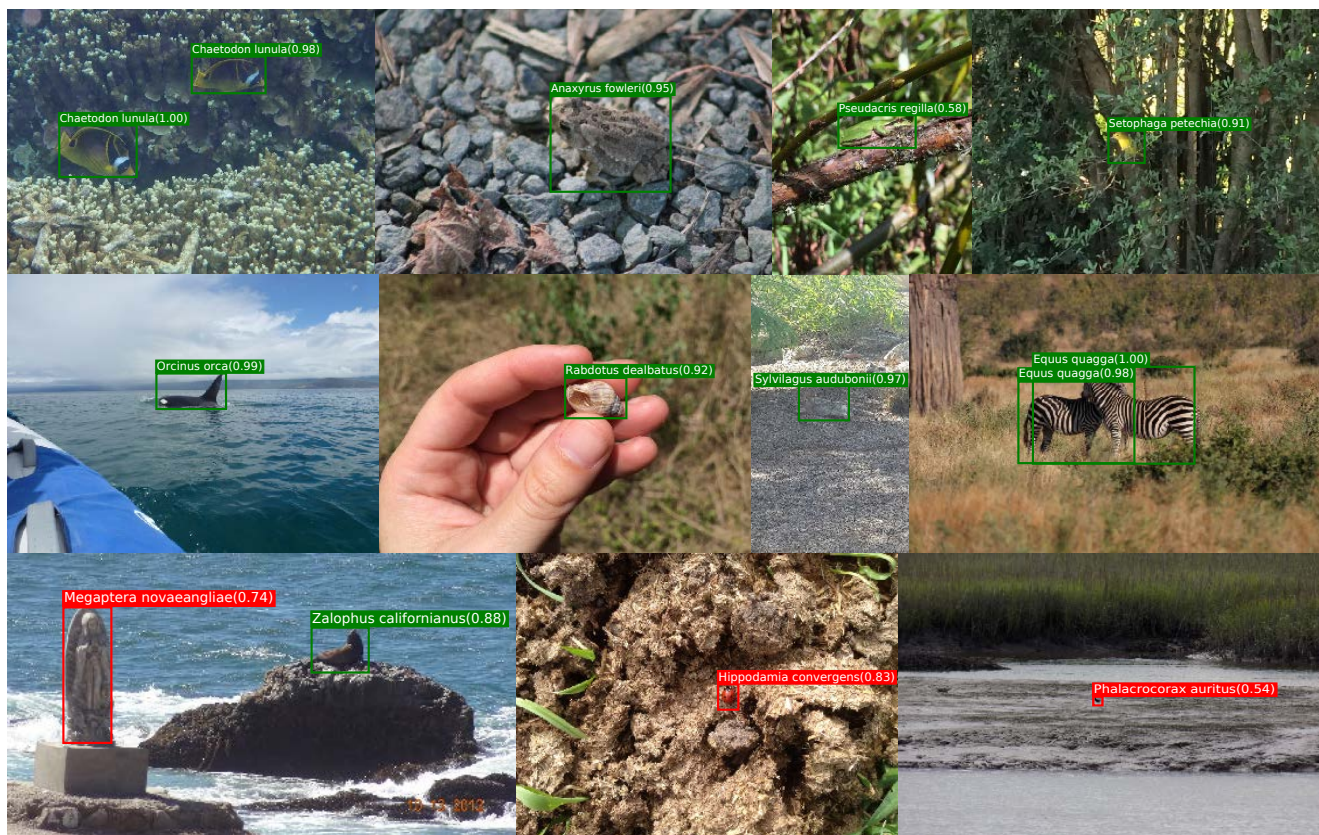 Chaetodon lunula(0.98)
Chaetodon lunula(1.00)
Anaxyrus fowleri(0.95)
Pseudacris regilla(0.58)
Setophaga petechia(0.91)
Orcinus orca(0.99)
Rabdotus dealbatus(0.92)
Sylvilagus audubonii(0.97)
Equus quagga(1.00)
Equus quagga(0.98)
Megaptera novaeangliae(0.74)
Zalophus californianus(0.88)
Hippodamia convergens(0.83)
Phalacrocorax auritus(0.54)